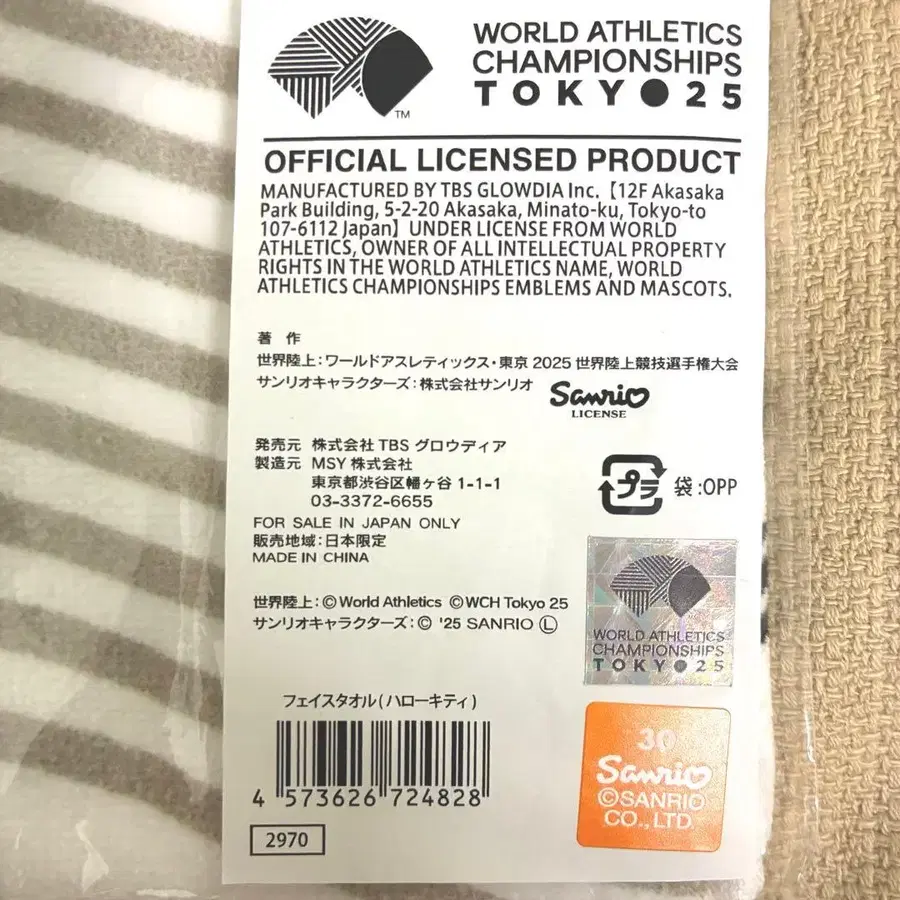 WORLD ATHLETICS
CHAMPIONSHIPS
TOKYO25
TM
OFFICIAL LICENSED PRODUCT
MANUFACTURED BY TBS GLOWDIA Inc.【12F Akasaka
Park Building, 5-2-20 Akasaka, Minato-ku, Tokyo-to
107-6112 Japan】UNDER LICENSE FROM WORLD
ATHLETICS, OWNER OF ALL INTELLECTUAL PROPERTY
RIGHTS IN THE WORLD ATHLETICS NAME, WORLD
ATHLETICS CHAMPIONSHIPS EMBLEMS AND MASCOTS.
著 作
世界陸上:ワールドアスレティックス・東京 2025 世界陸上競技選手権大会
サンリオキャラクターズ:株式会社サンリオ
Sanrio
LICENSE
発売元 株式会社 TBS グロウディア
製造元 MSY 株式会社
東京都渋谷区幡ヶ谷 1-1-1
03-3372-6655
プラ 袋:OPP
FOR SALE IN JAPAN ONLY
販売地域:日本限定
MADE IN CHINA
世界陸上:©World Athletics ©WCH Tokyo 25
サンリオキャラクターズ:© '25 SANRIO Ⓛ
WORLD ATHLETICS
CHAMPIONSHIPS
TOKYO25
フェイスタオル(ハローキティ)
4 573626 724828
2970
30
Sanrio
©SANRIO
CO., LTD.